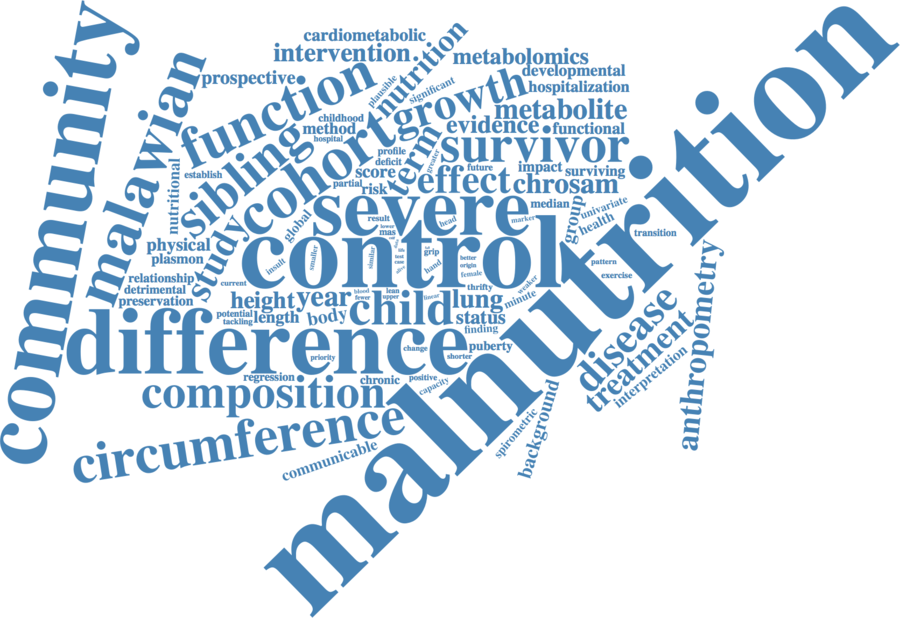 cardiometabolic
intervention
nutrition
metabolomics
prospective
developmental
hospitalization
plausible
significant
malawian
community
function
growth
metabolite
childhood
method
hospital
evidence
functional
sibling
cohort
term
greater
survivor
profile
deficit
score
future
impact
surviving
establish
nutritional
partial
risk
effect
chrosam
median
severe
group
univariate
health
transition
study
global
result
lower
mas
head
marker
physical
plasmon
control
insult
smaller
similar
life
test
case
grip
hand
better
origin
female
pattern
exercise
malnutrition
relationship
detrimental
preservation
current
height
year
blood
fewer
lean
upper
linear
thrifty
weaker
minute
child
lung
status
potential
tackling
length
body
finding
difference
priority
change
shorter
puberty
disease
treatment
interpretation
anthropometry
regression
chronic
positive
capacity
composition
circumference
communicable
spirometric
background